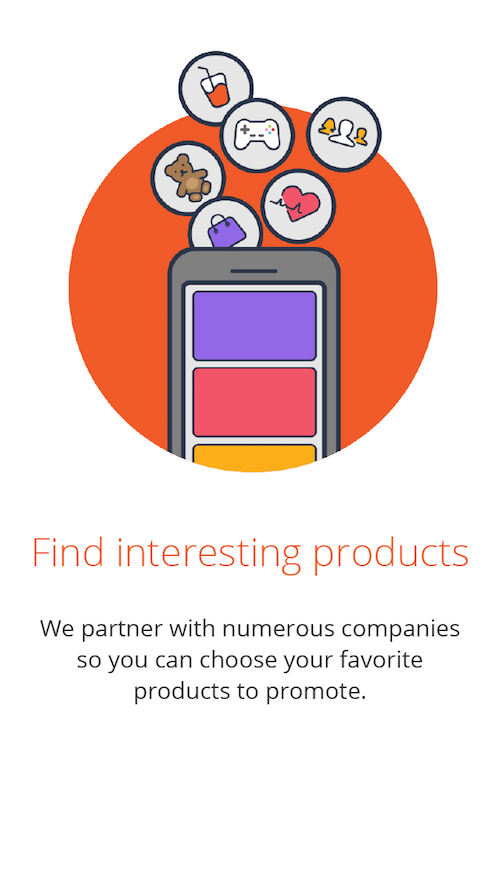 Find interesting products
We partner with numerous companies
so you can choose your favorite
products to promote.